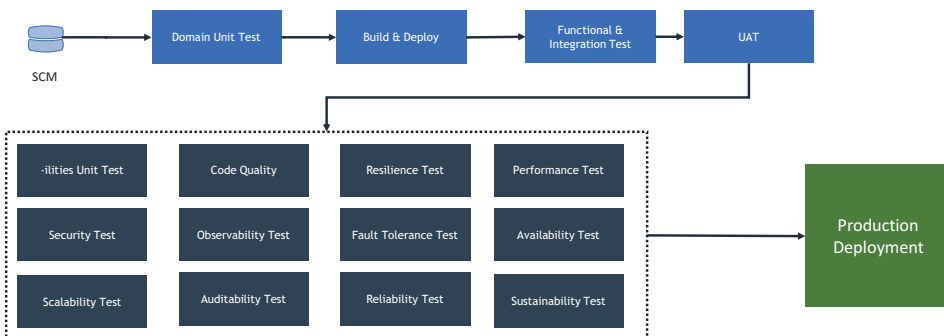 Domain Unit Test
Build & Deploy
Functional &
Integration Test
UAT
SCM
-ilities Unit Test
Code Quality
Resilience Test
Performance Test
Security Test
Observability Test
Fault Tolerance Test
Availability Test
Scalability Test
Auditability Test
Reliability Test
Sustainability Test
Production
Deployment